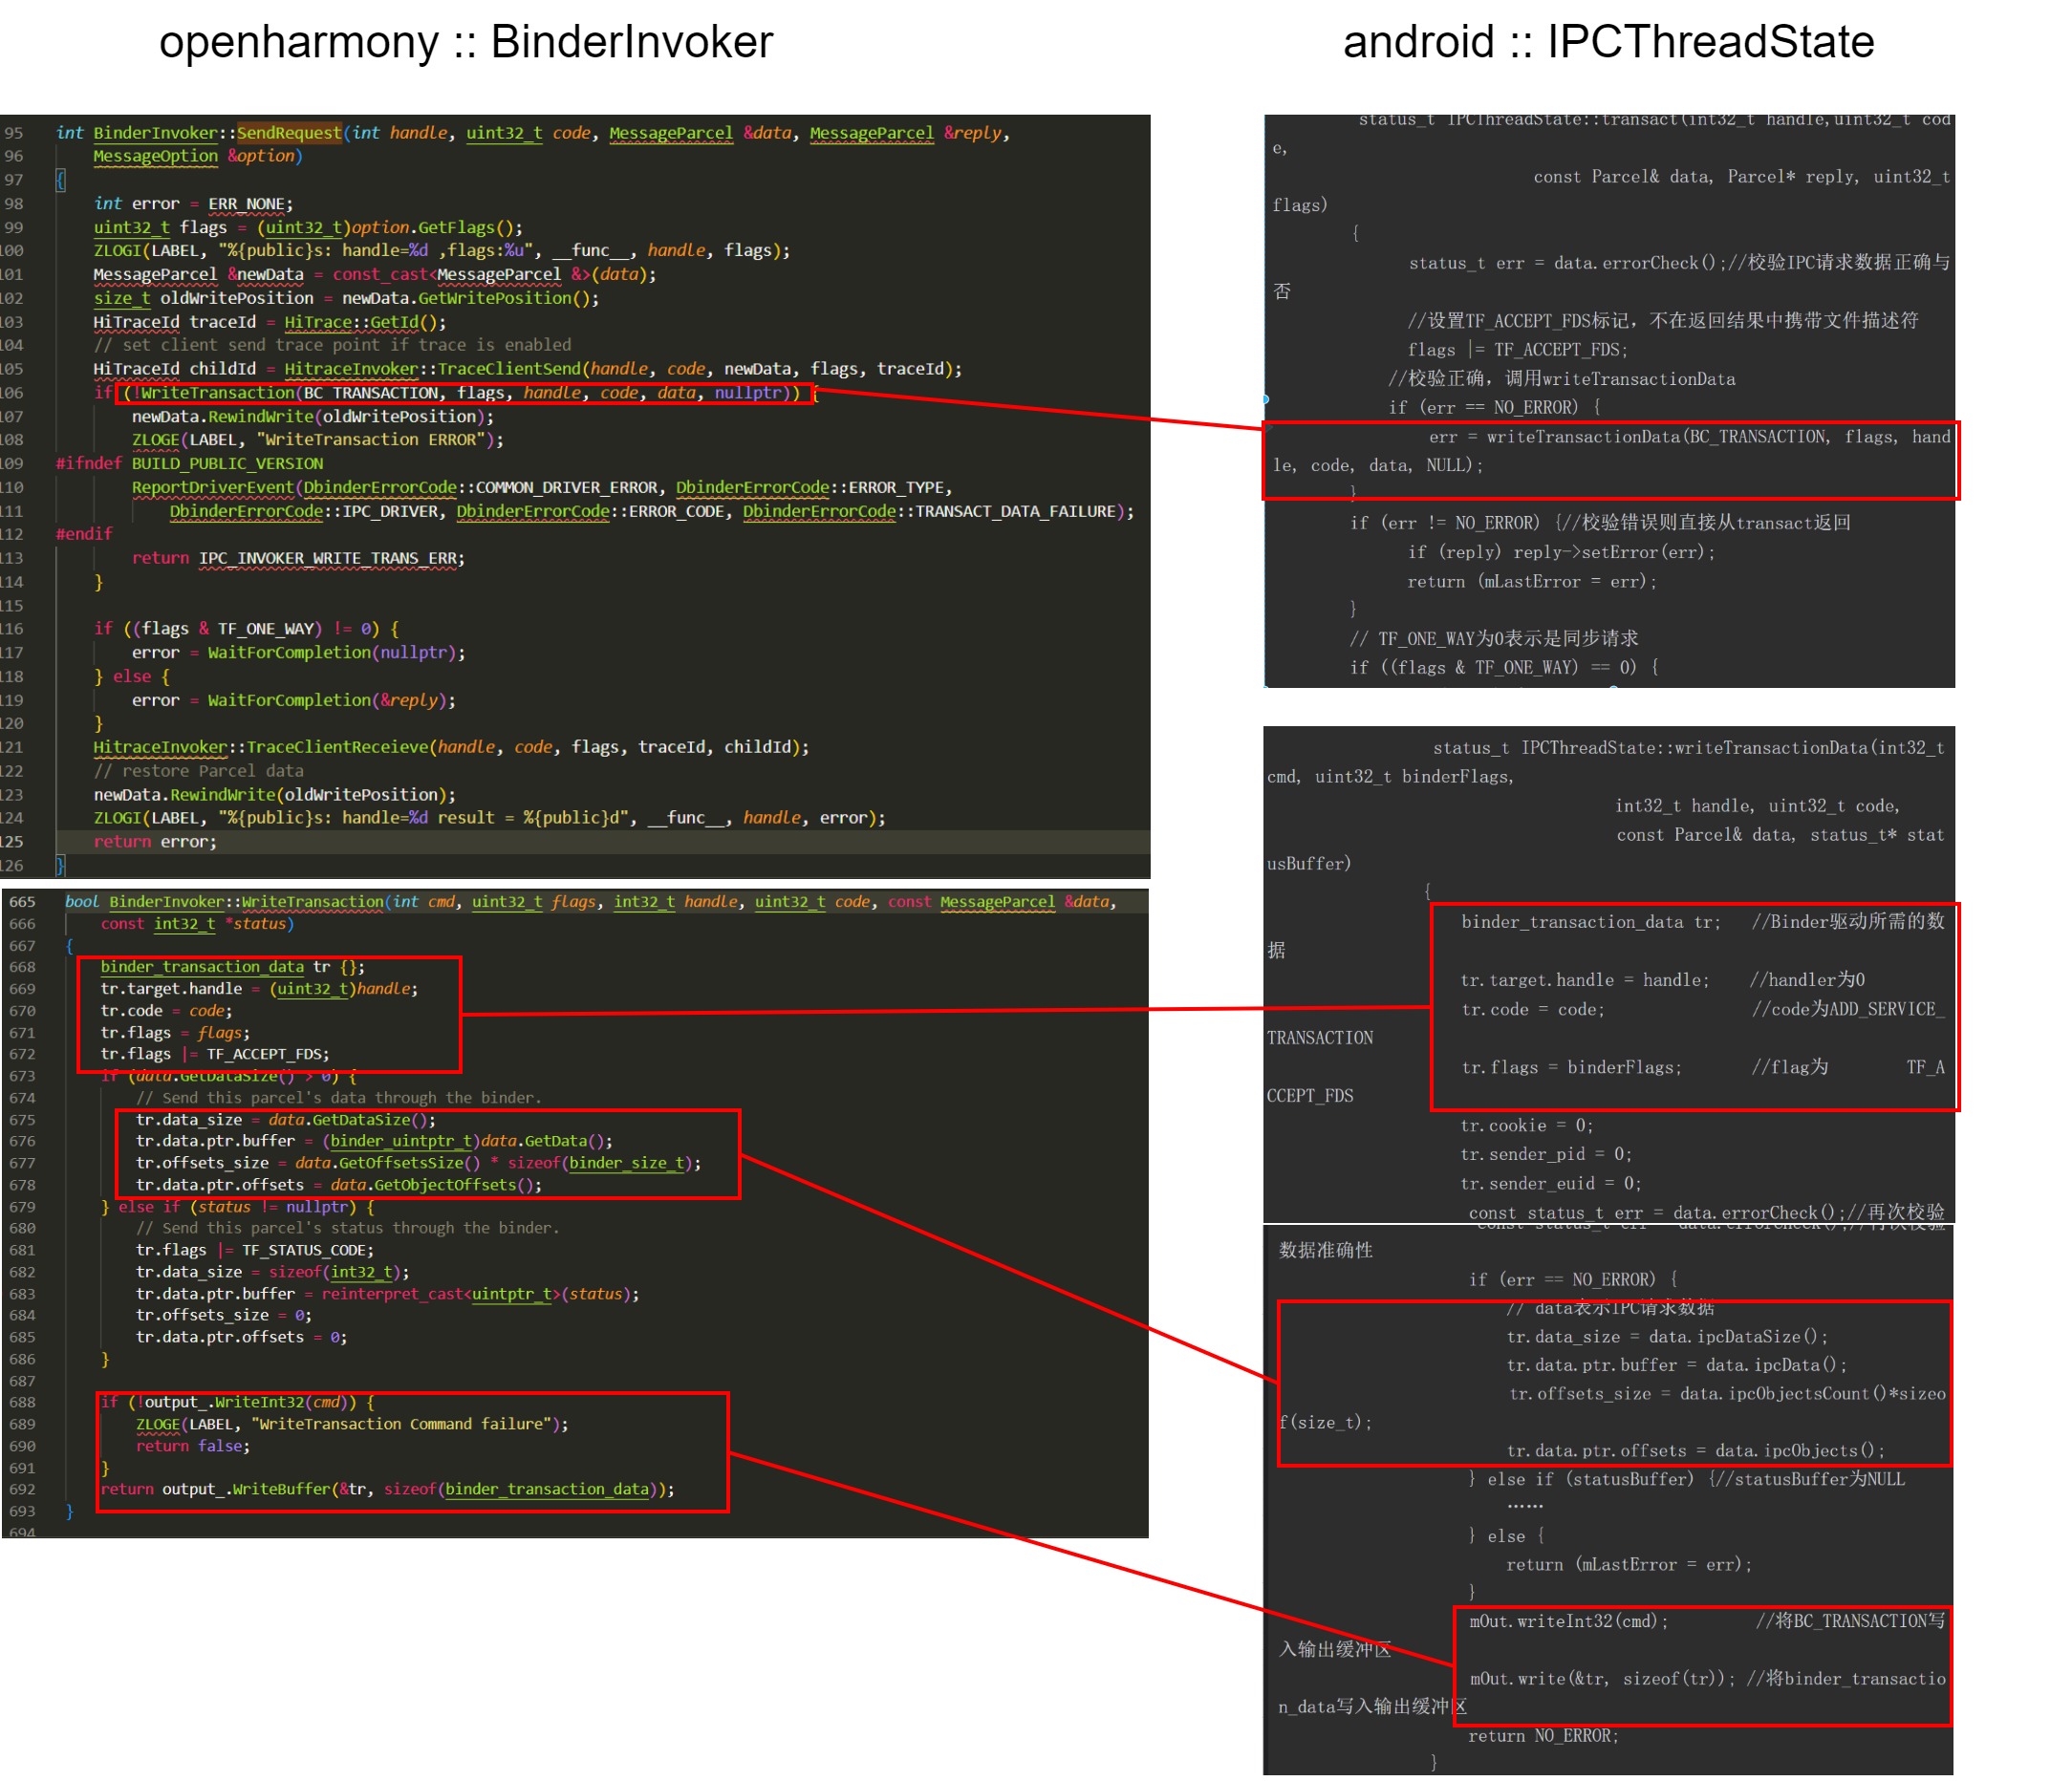 openharmony :: BinderInvoker
95 int BinderInvoker::SendRequest(int handle, uint32_t code, MessageParcel &data, MessageParcel &reply,
96 MessageOption &option)
97 {
98 int error = ERR_NONE;
99 uint32_t flags = (uint32_t)option.GetFlags();
100 ZLOGI(LABEL, "%{public}s: handle=%d ,flags:%u", __func__, handle, flags);
101 MessageParcel &newData = const_cast<MessageParcel &>(data);
102 size_t oldWritePosition = newData.GetWritePosition();
103 HiTraceId traceId = HiTrace::GetId();
104 // set client send trace point if trace is enabled
105 HiTraceId childId = HitraceInvoker::TraceClientSend(handle, code, newData, flags, traceId);
106 if (!WriteTransaction(BC_TRANSACTION, flags, handle, code, data, nullptr)) {
107 newData.RewindWrite(oldWritePosition);
108 ZLOGE(LABEL, "WriteTransaction ERROR");
109 #ifndef BUILD_PUBLIC_VERSION
110 ReportDriverEvent(DbinderErrorCode::COMMON_DRIVER_ERROR, DbinderErrorCode::ERROR_TYPE,
111 DbinderErrorCode::IPC_DRIVER, DbinderErrorCode::ERROR_CODE, DbinderErrorCode::TRANSACT_DATA_FAILURE);
112 #endif
113 return IPC_INVOKER_WRITE_TRANS_ERR;
114 }
115
116 if ((flags & TF_ONE_WAY) != 0) {
117 error = WaitForCompletion(nullptr);
118 } else {
119 error = WaitForCompletion(&reply);
120 }
121 HitraceInvoker::TraceClientReceieve(handle, code, flags, traceId, childId);
122 // restore Parcel data
123 newData.RewindWrite(oldWritePosition);
124 ZLOGI(LABEL, "%{public}s: handle=%d result = %{public}d", __func__, handle, error);
125 return error;
126 }
665 bool BinderInvoker::WriteTransaction(int cmd, uint32_t flags, int32_t handle, uint32_t code, const MessageParcel &data,
666 const int32_t *status)
667 {
668 binder_transaction_data tr {};
669 tr.target.handle = (uint32_t)handle;
670 tr.code = code;
671 tr.flags = flags;
672 tr.flags |= TF_ACCEPT_FDS;
673 if (data.GetDataSize() > 0) {
674 // Send this parcel's data through the binder.
675 tr.data_size = data.GetDataSize();
676 tr.data.ptr.buffer = (binder_uintptr_t)data.GetData();
677 tr.offsets_size = data.GetOffsetsSize() * sizeof(binder_size_t);
678 tr.data.ptr.offsets = data.GetObjectOffsets();
679 } else if (status != nullptr) {
680 // Send this parcel's status through the binder.
681 tr.flags |= TF_STATUS_CODE;
682 tr.data_size = sizeof(int32_t);
683 tr.data.ptr.buffer = reinterpret_cast<uintptr_t>(status);
684 tr.offsets_size = 0;
685 tr.data.ptr.offsets = 0;
686 }
687
688 if (!output_.WriteInt32(cmd)) {
689 ZLOGE(LABEL, "WriteTransaction Command failure");
690 return false;
691 }
692 return output_.WriteBuffer(&tr, sizeof(binder_transaction_data));
693 }
694
android :: IPCThreadState
status_t IPCThreadState::transact(int32_t handle,uint32_t cod
e,
const Parcel& data, Parcel* reply, uint32_t
flags)
{
status_t err = data.errorCheck();//校验IPC请求数据正确与
否
//设置TF_ACCEPT_FDS标记，不在返回结果中携带文件描述符
flags |= TF_ACCEPT_FDS;
//校验正确，调用writeTransactionData
if (err == NO_ERROR) {
err = writeTransactionData(BC_TRANSACTION, flags, hand
le, code, data, NULL);
}
if (err != NO_ERROR) {//校验错误则直接从transact返回
if (reply) reply->setError(err);
return (mLastError = err);
}
// TF_ONE_WAY为0表示是同步请求
if ((flags & TF_ONE_WAY) == 0) {
status_t IPCThreadState::writeTransactionData(int32_t
cmd, uint32_t binderFlags,
int32_t handle, uint32_t code,
const Parcel& data, status_t* stat
usBuffer)
{
binder_transaction_data tr; //Binder驱动所需的数
据
tr.target.handle = handle; //handler为0
tr.code = code; //code为ADD_SERVICE_
TRANSACTION
tr.flags = binderFlags; //flag为 TF_A
CCEPT_FDS
tr.cookie = 0;
tr.sender_pid = 0;
tr.sender_euid = 0;
const status_t err = data.errorCheck();//再次校验
const status_t err = data.errorCheck();//再次校验
数据准确性
if (err == NO_ERROR) {
// data表示IPC请求数据
tr.data_size = data.ipcDataSize();
tr.data.ptr.buffer = data.ipcData();
tr.offsets_size = data.ipcObjectsCount()*sizeo
f(size_t);
tr.data.ptr.offsets = data.ipcObjects();
} else if (statusBuffer) {//statusBuffer为NULL
……
} else {
return (mLastError = err);
}
mOut.writeInt32(cmd); //将BC_TRANSACTION写
入输出缓冲区
mOut.write(&tr, sizeof(tr)); //将binder_transactio
n_data写入输出缓冲区
return NO_ERROR;
}